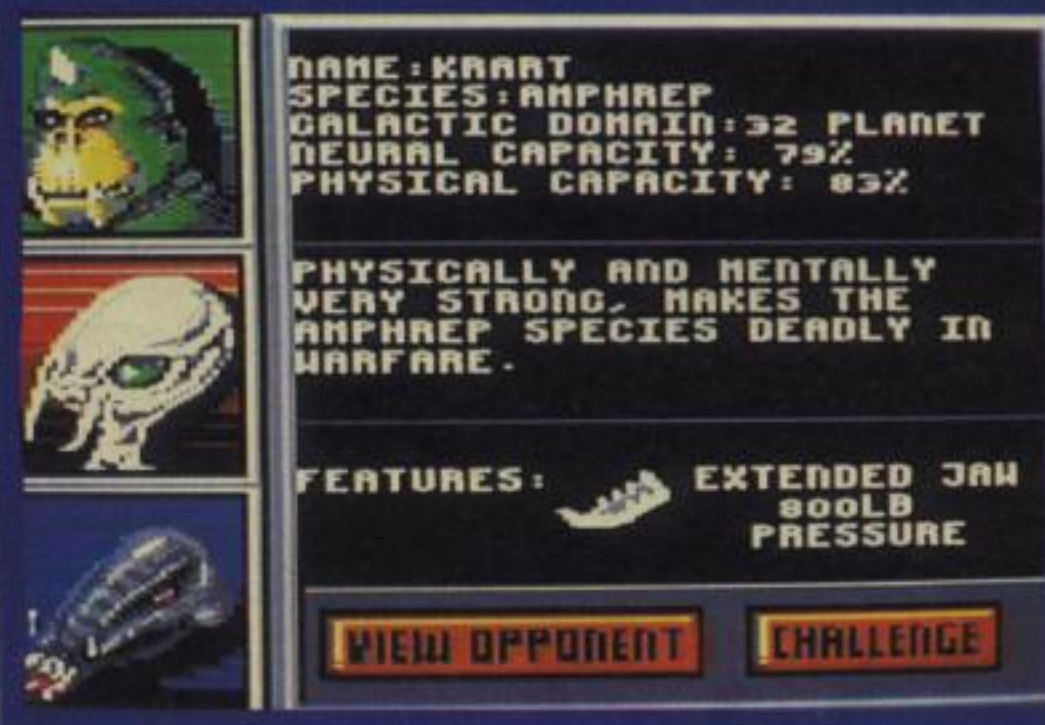 NAME:KRART
SPECIES:AMPHREP
GALACTIC DOMAIN:32 PLANET
NEURAL CAPACITY: 79%
PHYSICAL CAPACITY: 83%
PHYSICALLY AND MENTALLY
VERY STRONG, MAKES THE
AMPHREP SPECIES DEADLY IN
WARFARE.
FEATURES: EXTENDED JAW
800LB
PRESSURE
VIEW OPPONENT CHALLENGE